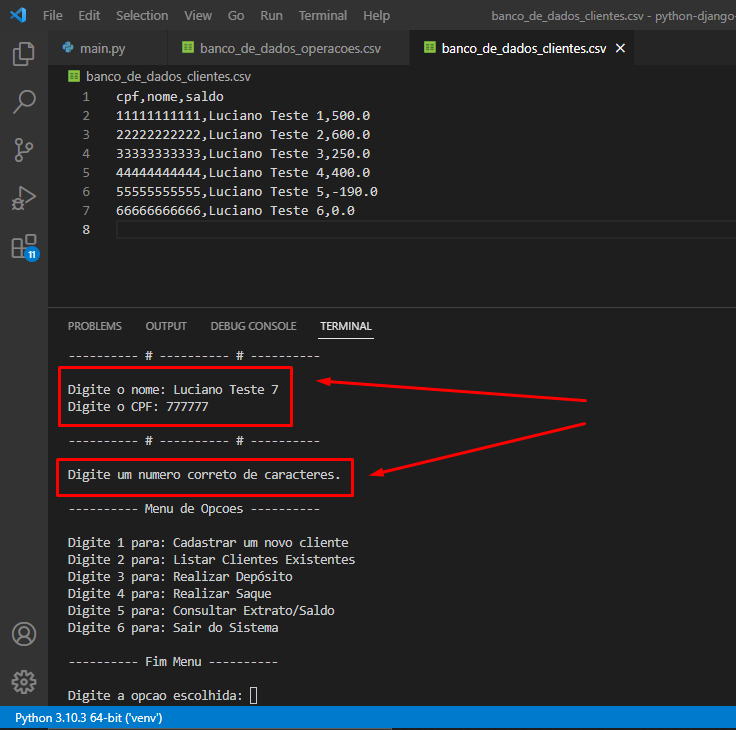 File Edit Selection View Go Run Terminal Help banco_de_dados_clientes.csv - python-django-
main.py banco_de_dados_operacoes.csv banco_de_dados_clientes.csv
banco_de_dados_clientes.csv
1 cpf,nome,saldo
2 11111111111,Luciano Teste 1,500.0
3 22222222222,Luciano Teste 2,600.0
4 33333333333,Luciano Teste 3,250.0
5 44444444444,Luciano Teste 4,400.0
6 55555555555,Luciano Teste 5,-190.0
7 66666666666,Luciano Teste 6,0.0
8
11
PROBLEMS OUTPUT DEBUG CONSOLE TERMINAL
---------- # ---------- # ----------
Digite o nome: Luciano Teste 7
Digite o CPF: 777777
---------- # ---------- # ----------
Digite um numero correto de caracteres.
---------- Menu de Opcoes ----------
Digite 1 para: Cadastrar um novo cliente
Digite 2 para: Listar Clientes Existentes
Digite 3 para: Realizar Depósito
Digite 4 para: Realizar Saque
Digite 5 para: Consultar Extrato/Saldo
Digite 6 para: Sair do Sistema
---------- Fim Menu ----------
Digite a opcao escolhida:
Python 3.10.3 64-bit ('venv')